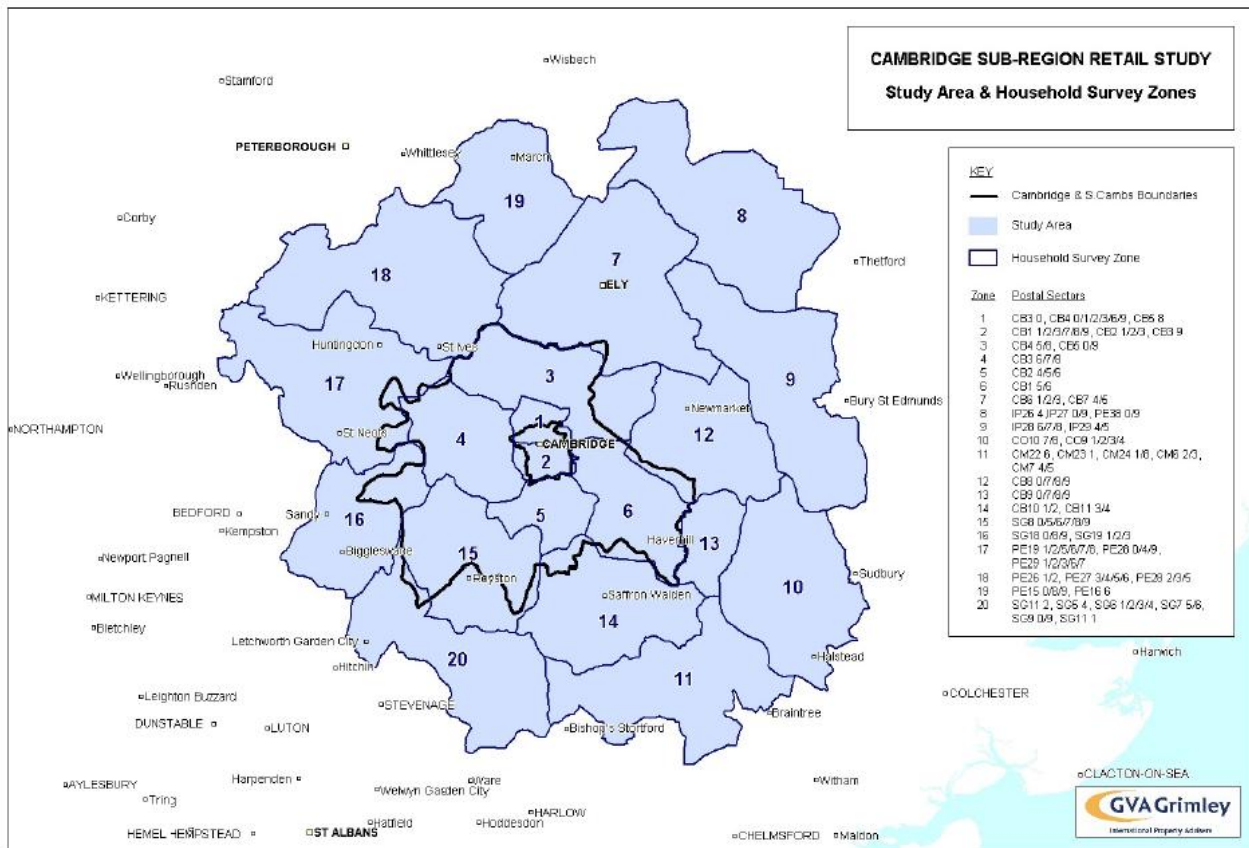 CAMBRIDGE SUB-REGION RETAIL STUDY
Study Area & Household Survey Zones
KEY
Cambridge & S.Cambs Boundaries
Study Area
Household Survey Zone
Zone Postal Sectors
1 CB3 0, CB4 0/1/2/3/6/9, CB5 8
2 CB1 1/2/3/7/8/9, CB2 1/2/3, CB3 9
3 CB4 5/8, CB5 0/9
4 CB3 6/7/8
5 CB2 4/5/6
6 CB1 5/6
7 CB6 1/2/3, CB7 4/5
8 IP26 4, IP27 0/9, PE38 0/9
9 IP28 6/7/8, IP29 4/5
10 CO10 7/8, CO9 1/2/3/4
11 CM22 6, CM23 1, CM24 1/8, CM6 2/3,
CM7 4/5
12 CB8 0/7/8/9
13 CB9 0/7/8/9
14 CB10 1/2, CB11 3/4
15 SG8 0/5/6/7/8/9
16 SG18 0/8/9, SG19 1/2/3
17 PE19 1/2/5/6/7/8, PE28 0/4/9,
PE29 1/2/3/6/7
18 PE26 1/2, PE27 3/4/5/6, PE28 2/3/5
19 PE15 0/8/9, PE16 6
20 SG11 2, SG5 4, SG6 1/2/3/4, SG7 5/6,
SG9 0/9, SG11 1
Wisbech
Stamford
PETERBOROUGH
Whittlesey
March
19
Corby
8
7
Thetford
18
ELY
KETTERING
Huntingdon
St Ives
Wellingborough
Rushden
17
3
9
Bury St Edmunds
Newmarket
NORTHAMPTON
St Neots
4
1
CAMBRIDGE
12
2
BEDFORD
Sandy
16
5
6
Kempston
Haverhill
13
Biggleswade
15
Newport Pagnell
Royston
Sudbury
10
MILTON KEYNES
Saffron Walden
Bletchley
14
Letchworth Garden City
Halstead
Harwich
Hitchin
20
11
Leighton Buzzard
COLCHESTER
STEVENAGE
Braintree
DUNSTABLE
LUTON
Bishop's Stortford
AYLESBURY
Harpenden
Ware
Witham
CLACTON-ON-SEA
Tring
Welwyn Garden City
HARLOW
HEMEL HEMPSTEAD
ST ALBANS
Hatfield
Hoddesdon
CHELMSFORD
Maldon
GVA Grimley
International Property Advisers